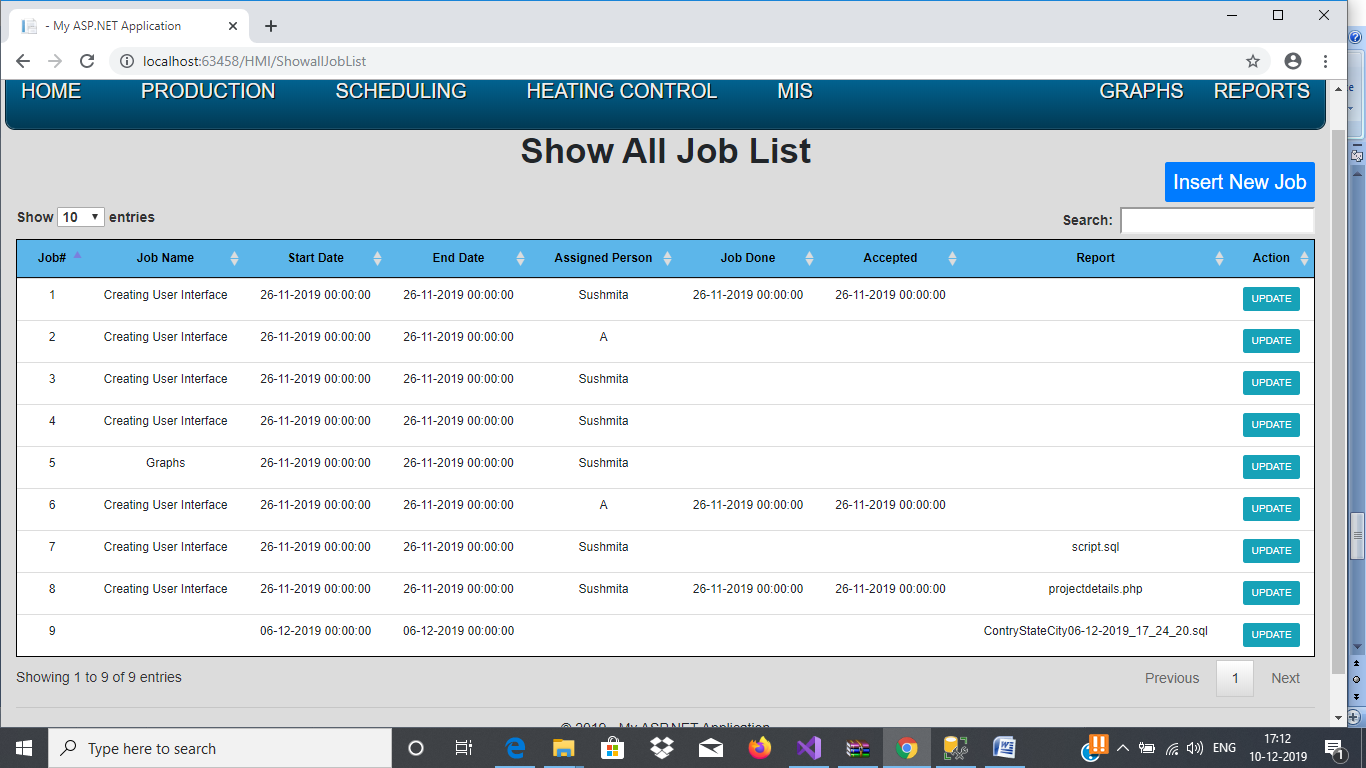 - My ASP.NET Application
localhost:63458/HMI/ShowallJobList
HOME PRODUCTION SCHEDULING HEATING CONTROL MIS GRAPHS REPORTS
Show All Job List
Insert New Job
Show 10 entries
Search:
Job# Job Name Start Date End Date Assigned Person Job Done Accepted Report Action
1 Creating User Interface 26-11-2019 00:00:00 26-11-2019 00:00:00 Sushmita 26-11-2019 00:00:00 26-11-2019 00:00:00 UPDATE
2 Creating User Interface 26-11-2019 00:00:00 26-11-2019 00:00:00 A UPDATE
3 Creating User Interface 26-11-2019 00:00:00 26-11-2019 00:00:00 Sushmita UPDATE
4 Creating User Interface 26-11-2019 00:00:00 26-11-2019 00:00:00 Sushmita UPDATE
5 Graphs 26-11-2019 00:00:00 26-11-2019 00:00:00 Sushmita UPDATE
6 Creating User Interface 26-11-2019 00:00:00 26-11-2019 00:00:00 A 26-11-2019 00:00:00 26-11-2019 00:00:00 UPDATE
7 Creating User Interface 26-11-2019 00:00:00 26-11-2019 00:00:00 Sushmita script.sql UPDATE
8 Creating User Interface 26-11-2019 00:00:00 26-11-2019 00:00:00 Sushmita 26-11-2019 00:00:00 26-11-2019 00:00:00 projectdetails.php UPDATE
9 06-12-2019 00:00:00 06-12-2019 00:00:00 ContryStateCity06-12-2019_17_24_20.sql UPDATE
Showing 1 to 9 of 9 entries
Previous 1 Next
© 2019 - My ASP.NET Application
Type here to search
ENG
17:12
10-12-2019
1